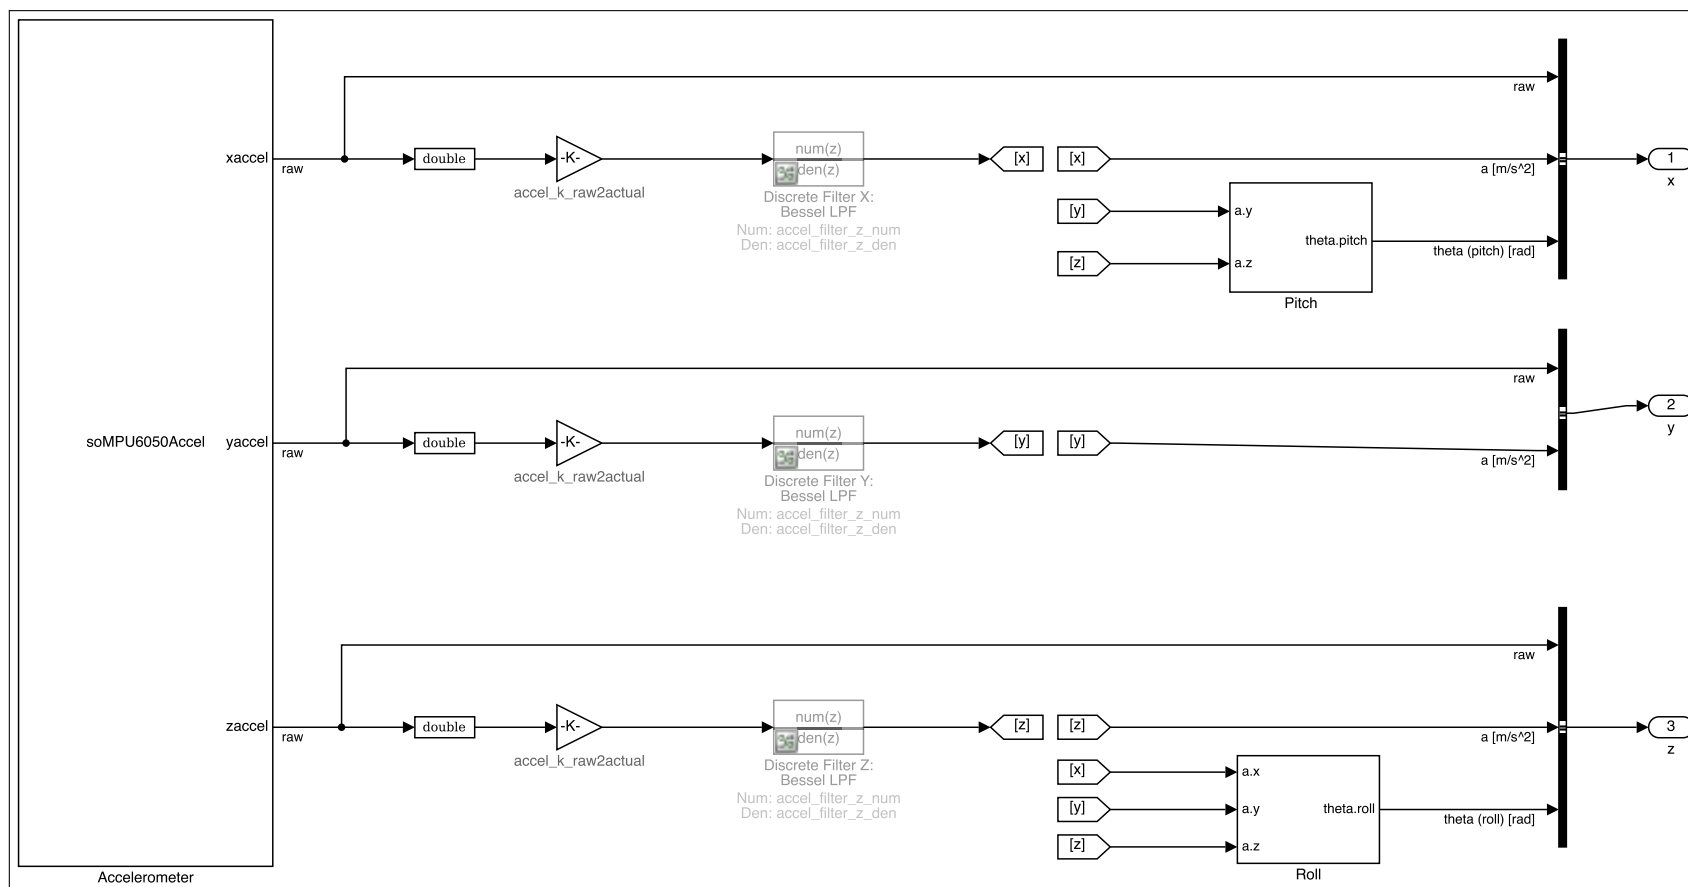 raw
xaccel
raw
double
-K-
accel_k_raw2actual
num(z)
den(z)
Discrete Filter X:
Bessel LPF
Num: accel_filter_z_num
Den: accel_filter_z_den
[x]
[x]
a [m/s^2]
1
x
[y]
a.y
[z]
a.z
theta.pitch
theta (pitch) [rad]
Pitch
raw
soMPU6050Accel
yaccel
raw
double
-K-
accel_k_raw2actual
num(z)
den(z)
Discrete Filter Y:
Bessel LPF
Num: accel_filter_z_num
Den: accel_filter_z_den
[y]
[y]
a [m/s^2]
2
y
raw
zaccel
raw
double
-K-
accel_k_raw2actual
num(z)
den(z)
Discrete Filter Z:
Bessel LPF
Num: accel_filter_z_num
Den: accel_filter_z_den
[z]
[z]
a [m/s^2]
3
z
[x]
a.x
[y]
a.y
[z]
a.z
theta.roll
theta (roll) [rad]
Roll
Accelerometer